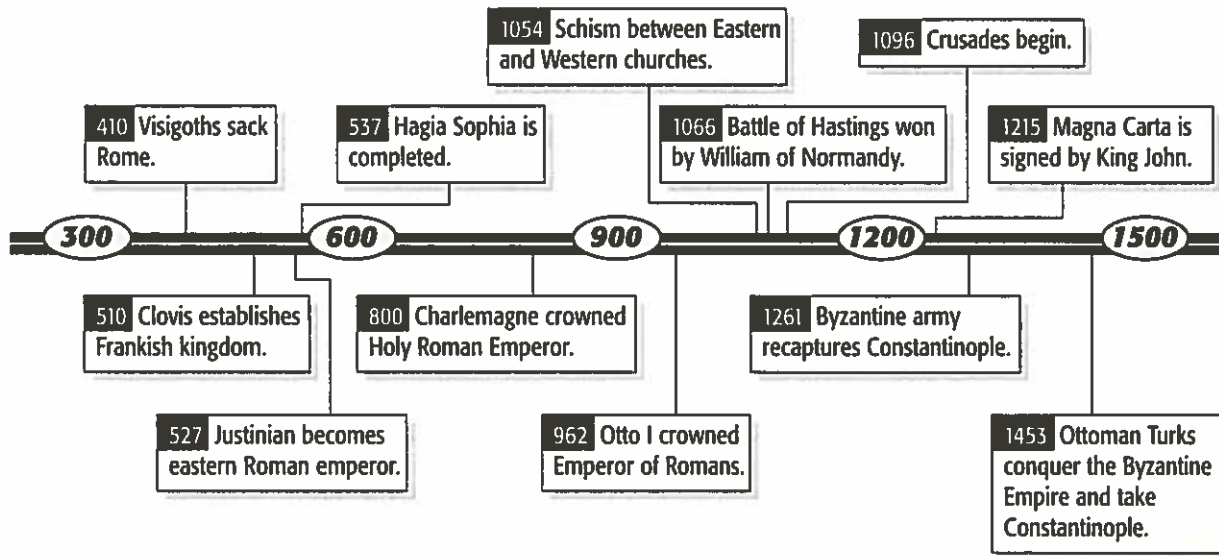 1054 Schism between Eastern
and Western churches.
1096 Crusades begin.
410 Visigoths sack
Rome.
537 Hagia Sophia is
completed.
1066 Battle of Hastings won
by William of Normandy.
1215 Magna Carta is
signed by King John.
300
600
900
1200
1500
510 Clovis establishes
Frankish kingdom.
800 Charlemagne crowned
Holy Roman Emperor.
1261 Byzantine army
recaptures Constantinople.
527 Justinian becomes
eastern Roman emperor.
962 Otto I crowned
Emperor of Romans.
1453 Ottoman Turks
conquer the Byzantine
Empire and take
Constantinople.